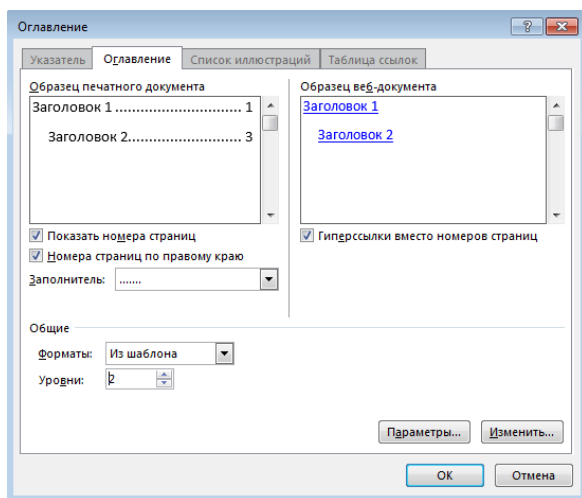 Оглавление
Указатель Оглавление Список иллюстраций Таблица ссылок
Образец печатного документа
Заголовок 1 ................................ 1
Заголовок 2............................ 3
Образец веб-документа
Заголовок 1
Заголовок 2
Показать номера страниц
Номера страниц по правому краю
Заполнитель: .......
Гиперссылки вместо номеров страниц
Общие
Форматы: Из шаблона
Уровни: 2
Параметры... Изменить...
ОК Отмена